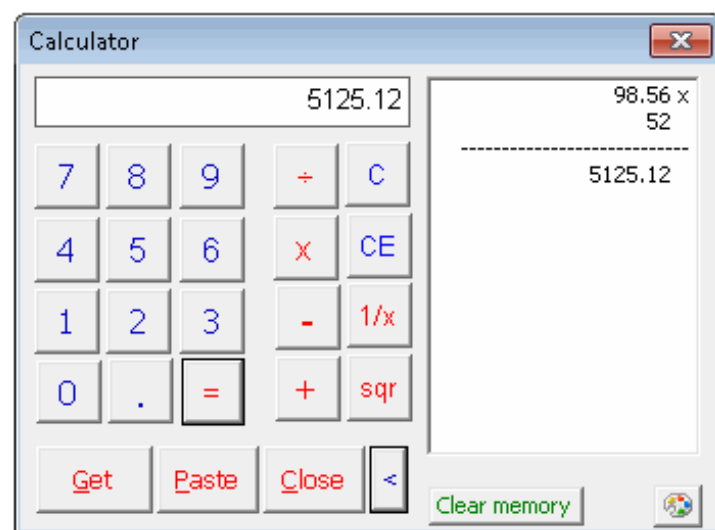 Calculator
5125.12
98.56 x
52
---------------------------
5125.12
7 8 9 ÷ C
4 5 6 x CE
1 2 3 - 1/x
0 . = + sqr
Get Paste Close <
Clear memory